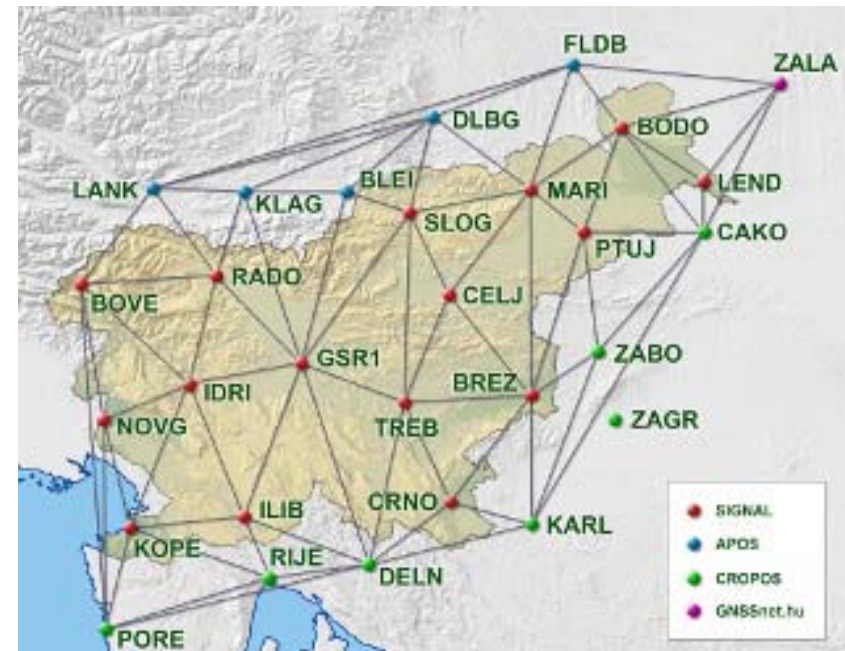 FLDB
ZALA
DLBG
BODO
LANK
KLAG
BLEI
MARI
LEND
SLOG
PTUJ
CAKO
RADO
BOVE
CELJ
GSR1
ZABO
IDRI
BREZ
NOVG
TREB
ZAGR
CRNO
ILIB
KARL
KOPE
RIJE
DELN
PORE
SIGNAL
APOS
CROPOS
GNSSnet.hu